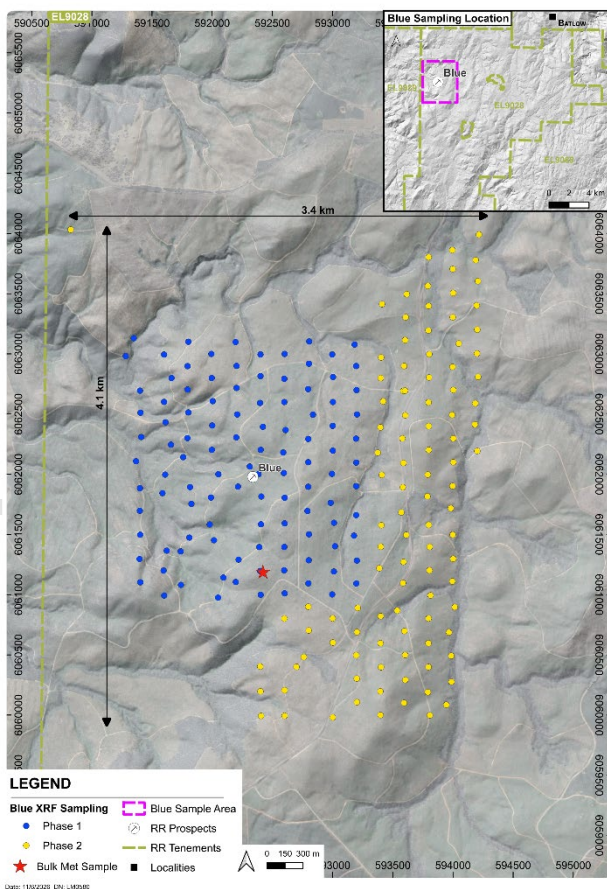 590500 591000 591500 592000 592500 593000
EL9028
Blue Sampling Location
BATLOW
Blue
EL9028
0 2 4 km
6065500
6065000
6064500
6064000
6063500
6063000
6062500
6062000
6061500
6061000
6060500
6060000
6064000
6063500
6063000
6062500
6062000
6061500
6061000
6060500
6060000
6059500
6059000
3.4 km
4.1 km
Blue
LEGEND
Blue XRF Sampling
Phase 1
Phase 2
Bulk Met Sample
Blue Sample Area
RR Prospects
RR Tenements
Localities
0 150 300 m
593000 593500 594000 594500 595000